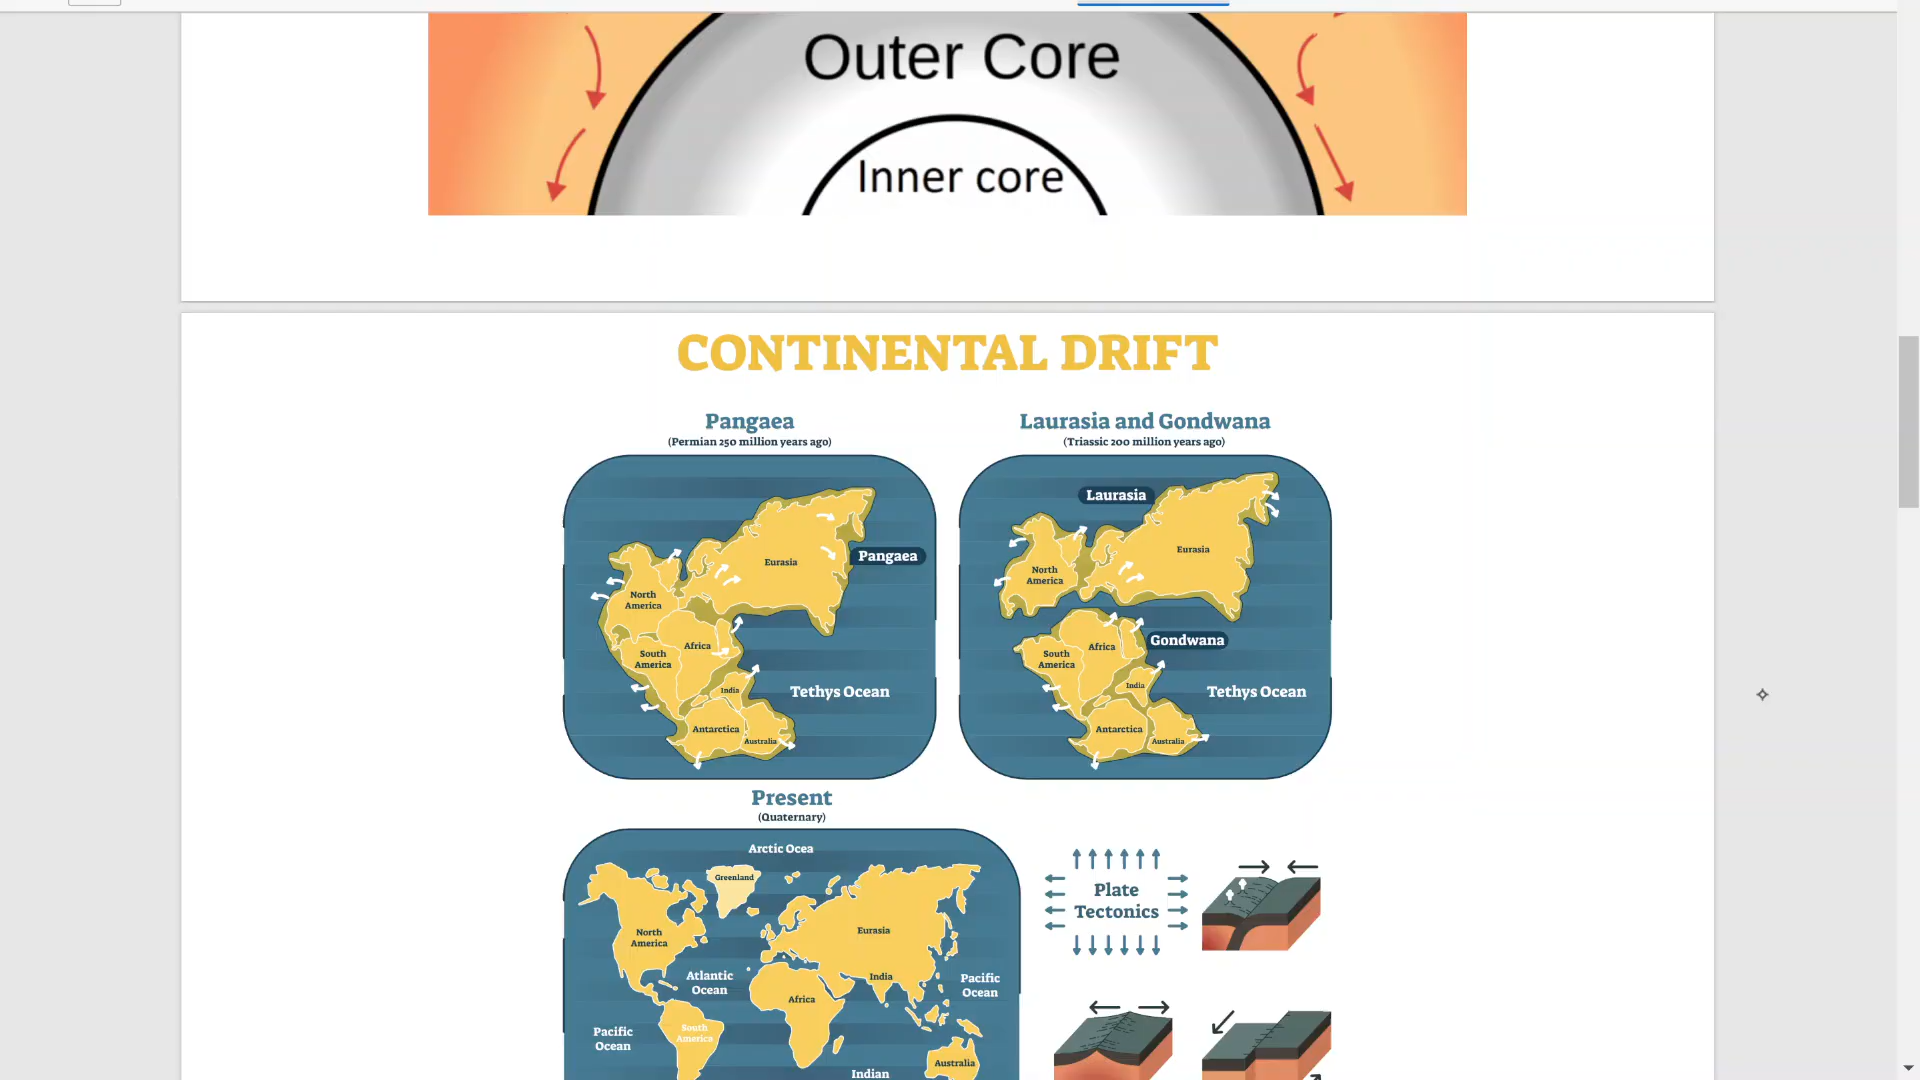 Outer Core
Inner core
CONTINENTAL DRIFT
Pangaea
(Permian 250 million years ago)
Eurasia
Pangaea
North
America
Africa
South
America
India
Tethys Ocean
Antarctica
Australia
Laurasia and Gondwana
(Triassic 200 million years ago)
Laurasia
Eurasia
North
America
Gondwana
Africa
South
America
India
Tethys Ocean
Antarctica
Australia
Present
(Quaternary)
Arctic Ocea
Greenland
North
America
Eurasia
Atlantic
Ocean
India
Pacific
Ocean
Africa
Pacific
Ocean
South
America
Australia
Indian
Plate
Tectonics